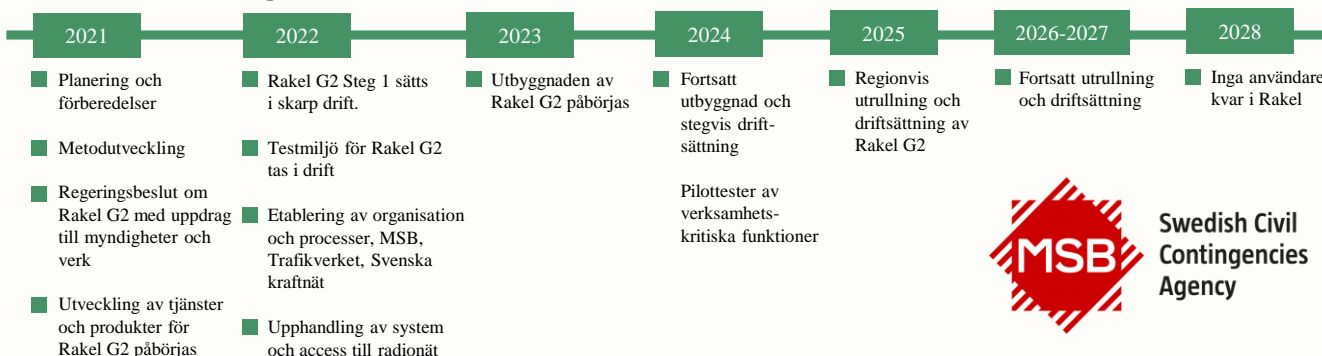 2021
Planering och
förberedelser
Metodutveckling
Regeringsbeslut om
Rakel G2 med uppdrag
till myndigheter och
verk
Utveckling av tjänster
och produkter för
Rakel G2 påbörjas
2022
Rakel G2 Steg 1 sätts
i skarp drift.
Testmiljö för Rakel G2
tas i drift
Etablering av organisation
och processer, MSB,
Trafikverket, Svenska
kraftnät
Upphandling av system
och access till radionät
2023
Utbyggnaden av
Rakel G2 påbörjas
2024
Fortsatt
utbyggnad och
stegvis drift-
sättning
Pilottester av
verksamhets-
kritiska funktioner
2025
Regionvis
utrullning och
driftsättning av
Rakel G2
2026-2027
Fortsatt utrullning
och driftsättning
2028
Inga användare
kvar i Rakel
MSB
Swedish Civil
Contingencies
Agency